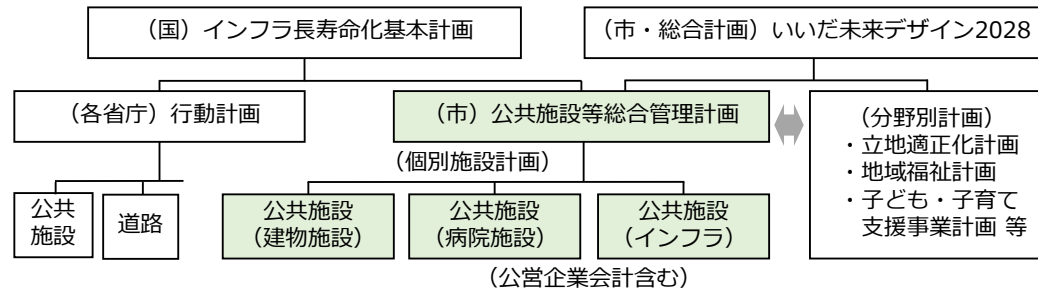 （国）インフラ長寿命化基本計画
（市・総合計画）いいだ未来デザイン2028
（各省庁）行動計画
（市）公共施設等総合管理計画
（分野別計画）
・立地適正化計画
・地域福祉計画
・子ども・子育て
支援事業計画 等
（個別施設計画）
公共
施設
道路
公共施設
（建物施設）
公共施設
（病院施設）
公共施設
（インフラ）
（公営企業会計含む）